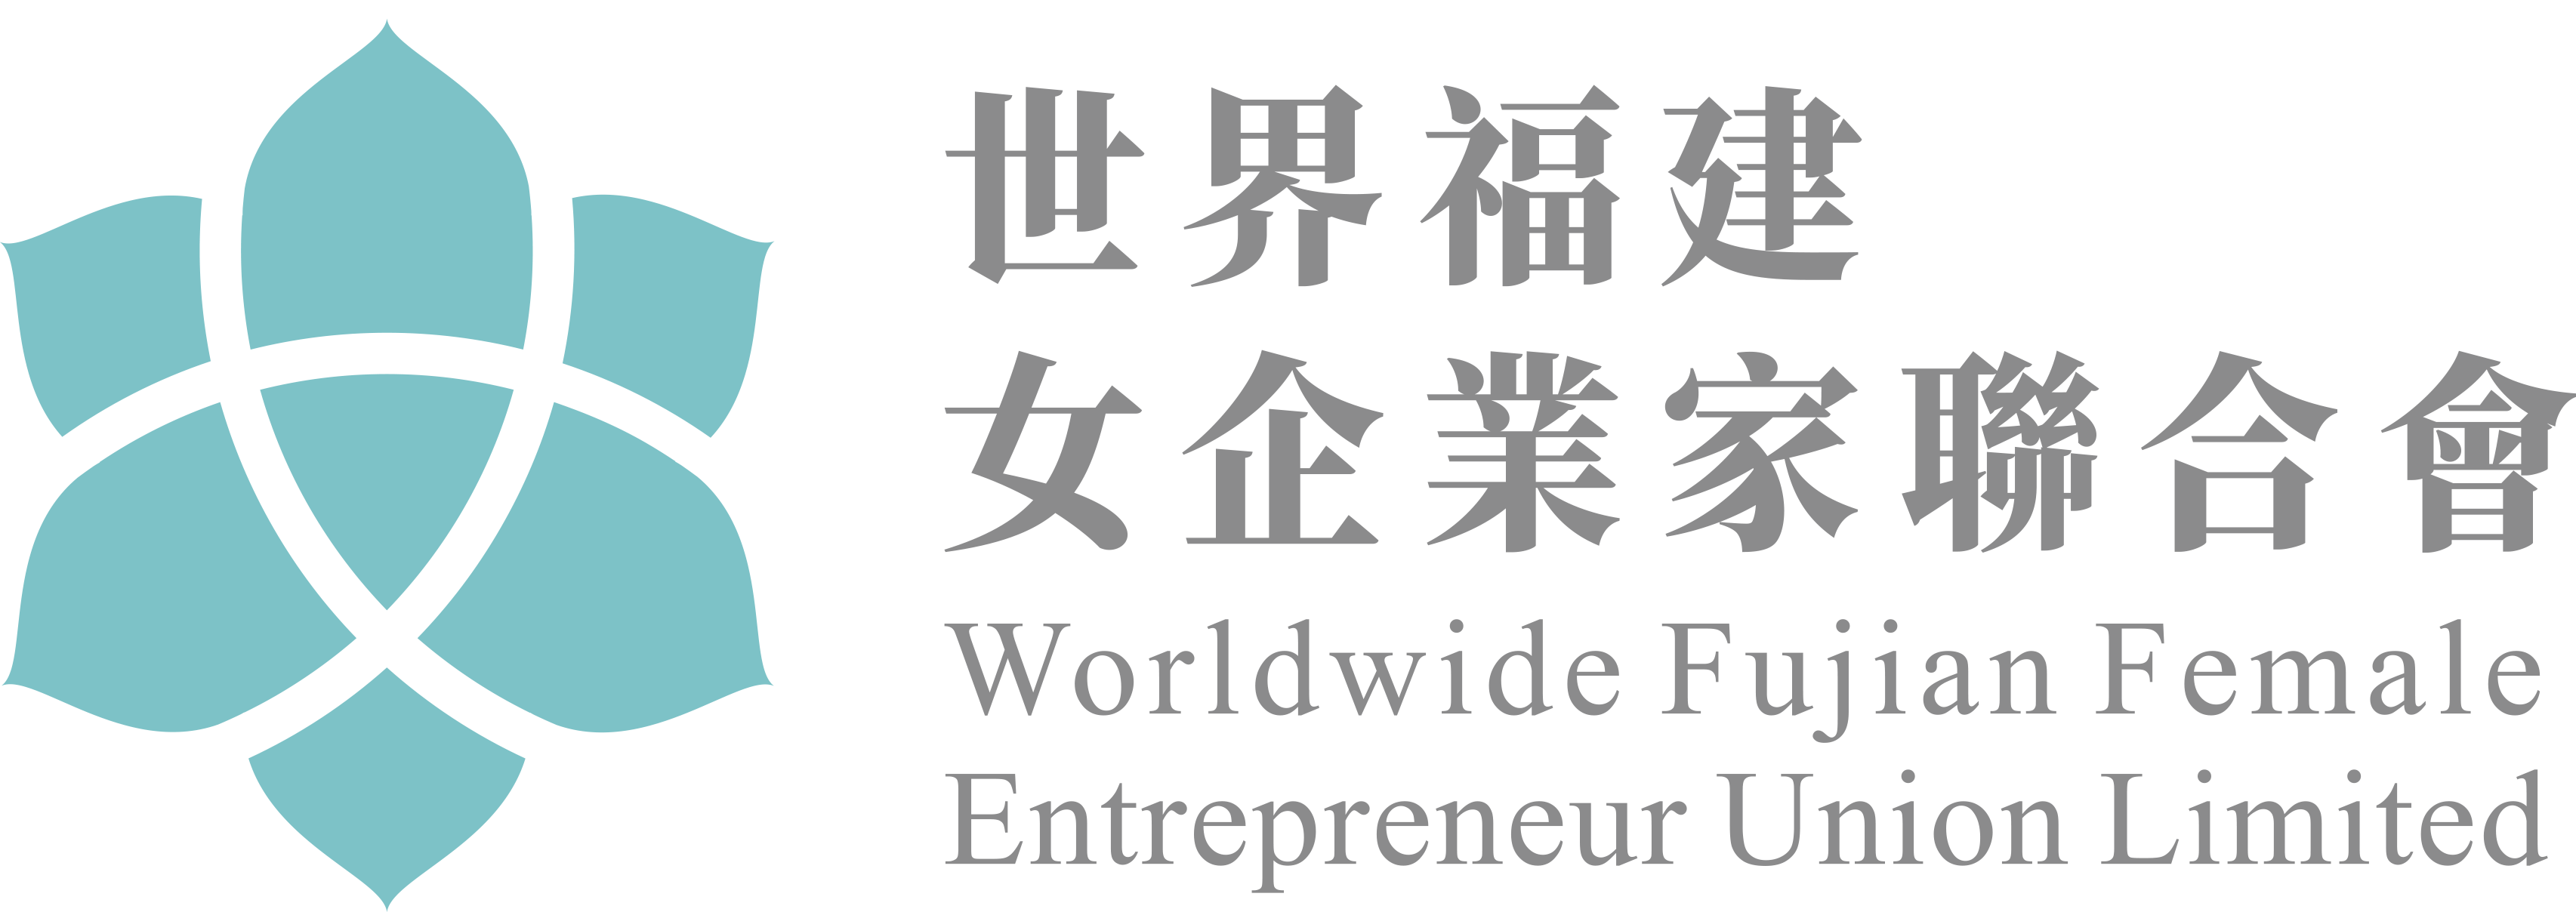 世界福建
女企業家聯合會
Worldwide Fujian Female
Entrepreneur Union Limited